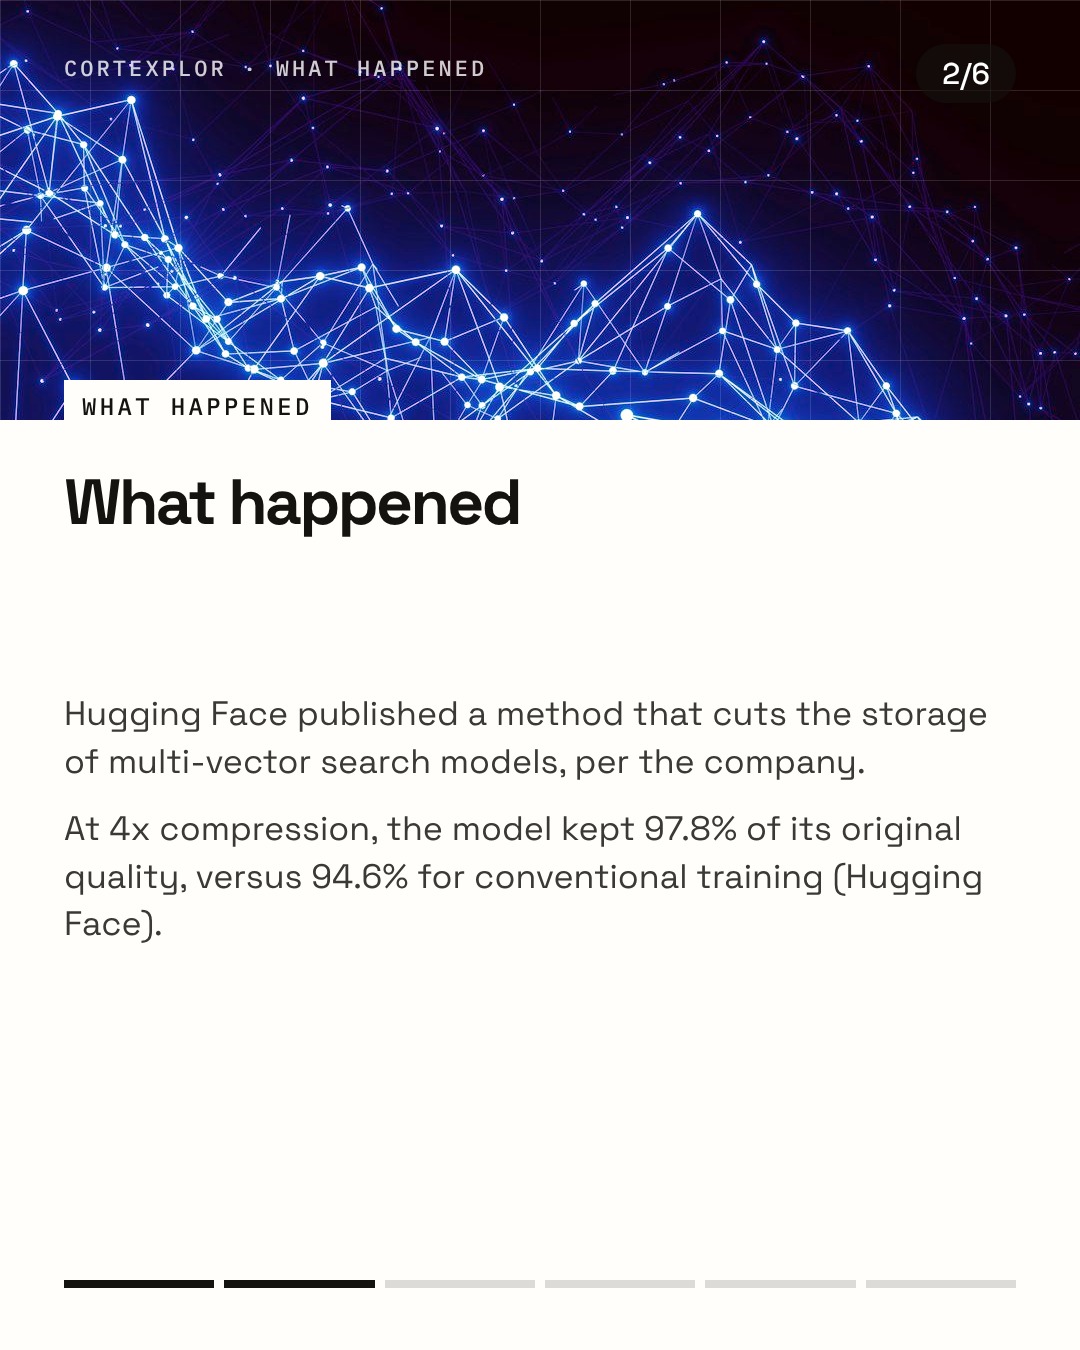 CORTEXPLOR · WHAT HAPPENED
2/6
WHAT HAPPENED
What happened
Hugging Face published a method that cuts the storage
of multi-vector search models, per the company.
At 4x compression, the model kept 97.8% of its original
quality, versus 94.6% for conventional training (Hugging
Face).